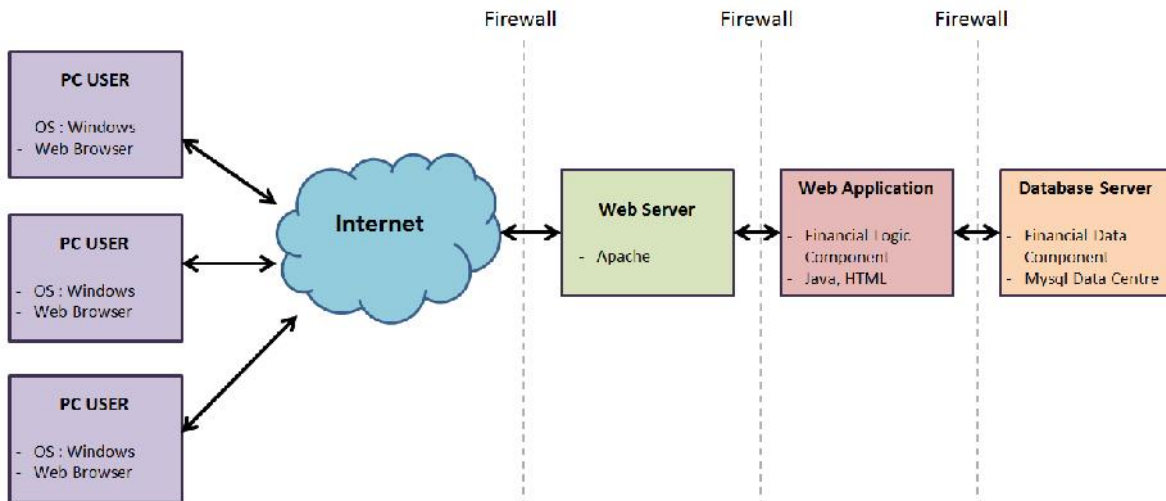 Firewall
Firewall
Firewall
PC USER
OS : Windows
- Web Browser
PC USER
- OS : Windows
- Web Browser
PC USER
- OS : Windows
- Web Browser
Internet
Web Server
- Apache
Web Application
- Financial Logic
Component
- Java, HTML
Database Server
- Financial Data
Component
- Mysql Data Centre